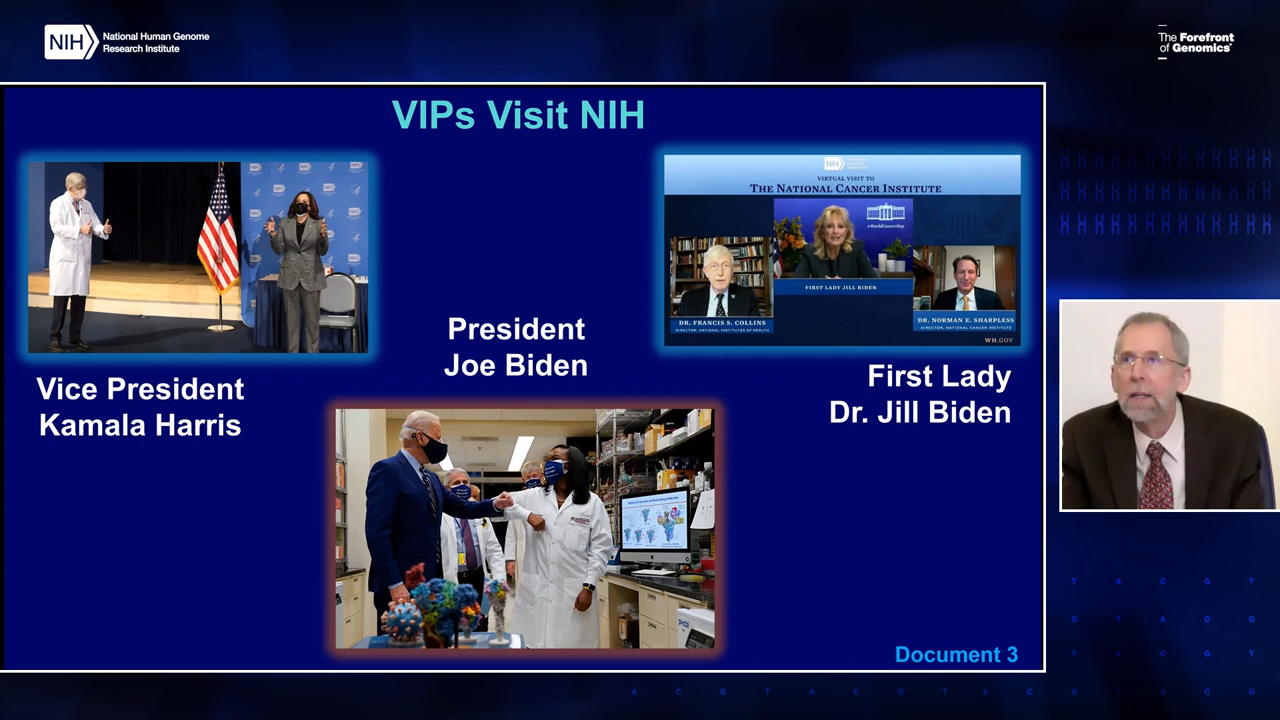 NIH
National Human Genome
Research Institute
The Forefront
of Genomics®
VIPs Visit NIH
NIH
VIRTUAL VISIT TO
THE NATIONAL CANCER INSTITUTE
#WorldCancerDay
FIRST LADY JILL BIDEN
DR. FRANCIS S. COLLINS
DIRECTOR, NATIONAL INSTITUTES OF HEALTH
DR. NORMAN E. SHARPLESS
DIRECTOR, NATIONAL CANCER INSTITUTE
WH.GOV
President
Joe Biden
Vice President
Kamala Harris
First Lady
Dr. Jill Biden
Document 3
T A C G T
G T A C G
T A C G T
A C G T A C G T A C G T A C G